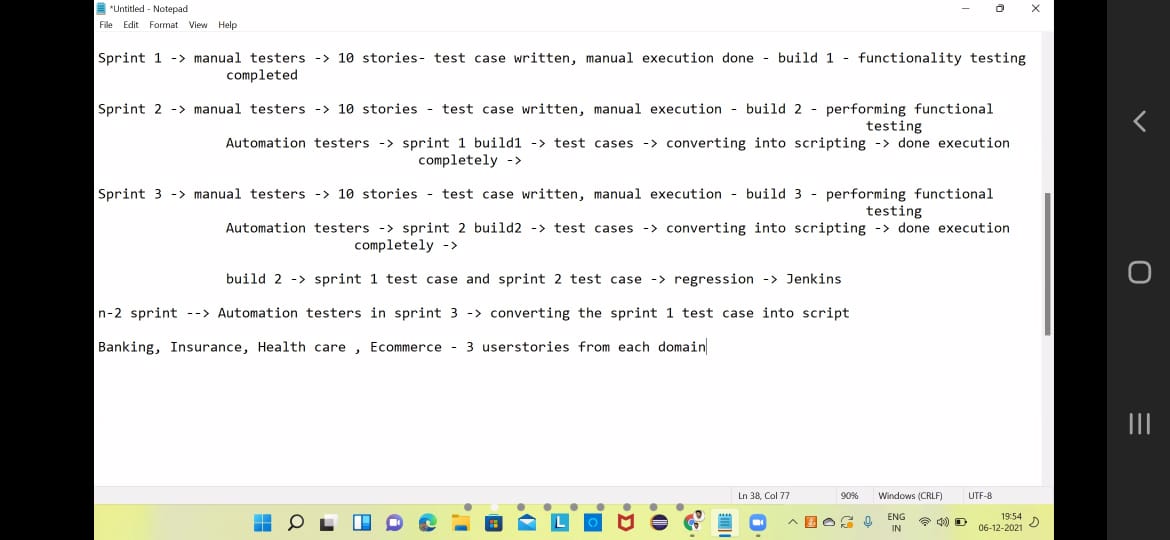 *Untitled - Notepad
File Edit Format View Help
Sprint 1 -> manual testers -> 10 stories- test case written, manual execution done - build 1 - functionality testing
completed
Sprint 2 -> manual testers -> 10 stories - test case written, manual execution - build 2 - performing functional
testing
Automation testers -> sprint 1 build1 -> test cases -> converting into scripting -> done execution
completely ->
Sprint 3 -> manual testers -> 10 stories - test case written, manual execution - build 3 - performing functional
testing
Automation testers -> sprint 2 build2 -> test cases -> converting into scripting -> done execution
completely ->
build 2 -> sprint 1 test case and sprint 2 test case -> regression -> Jenkins
n-2 sprint --> Automation testers in sprint 3 -> converting the sprint 1 test case into script
Banking, Insurance, Health care , Ecommerce - 3 userstories from each domain
Ln 38, Col 77 90% Windows (CRLF) UTF-8
L
ENG 19:54
IN 06-12-2021